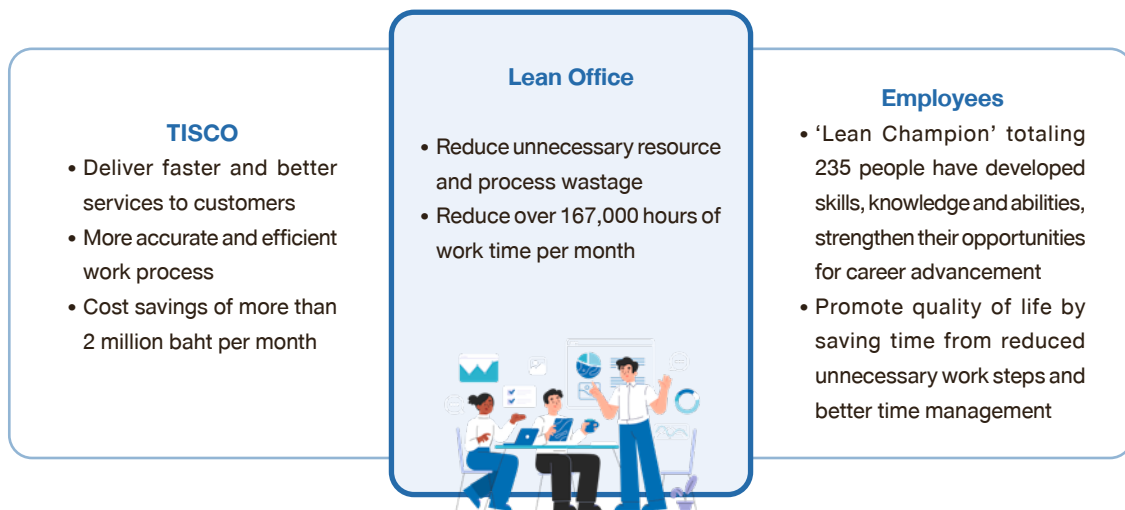 TISCO
• Deliver faster and better
services to customers
• More accurate and efficient
work process
• Cost savings of more than
2 million baht per month
Lean Office
• Reduce unnecessary resource
and process wastage
• Reduce over 167,000 hours of
work time per month
Employees
• ‘Lean Champion’ totaling
235 people have developed
skills, knowledge and abilities,
strengthen their opportunities
for career advancement
• Promote quality of life by
saving time from reduced
unnecessary work steps and
better time management